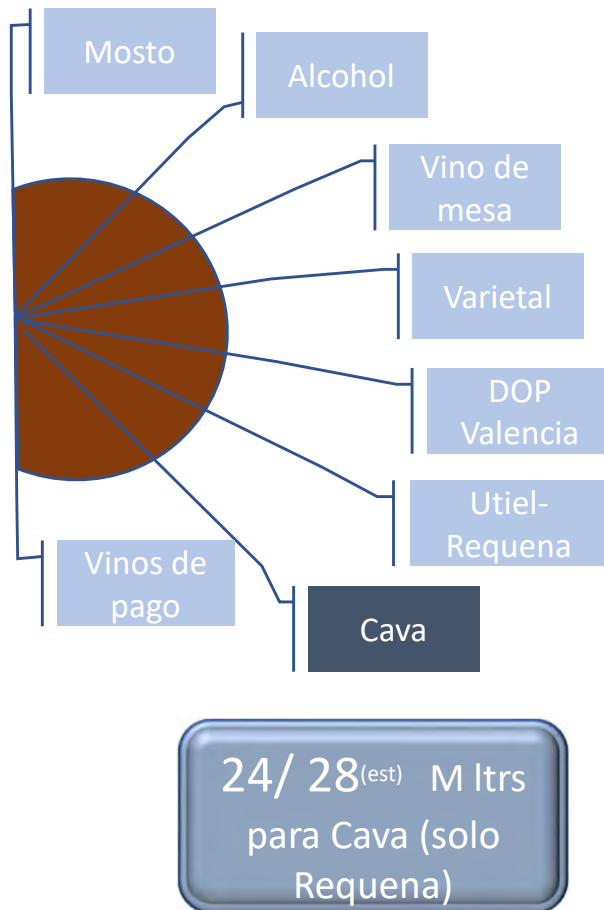 Mosto
Alcohol
Vino de
mesa
Varietal
DOP
Valencia
Utiel-
Requena
Vinos de
pago
Cava
24/ 28(est) M ltrs
para Cava (solo
Requena)